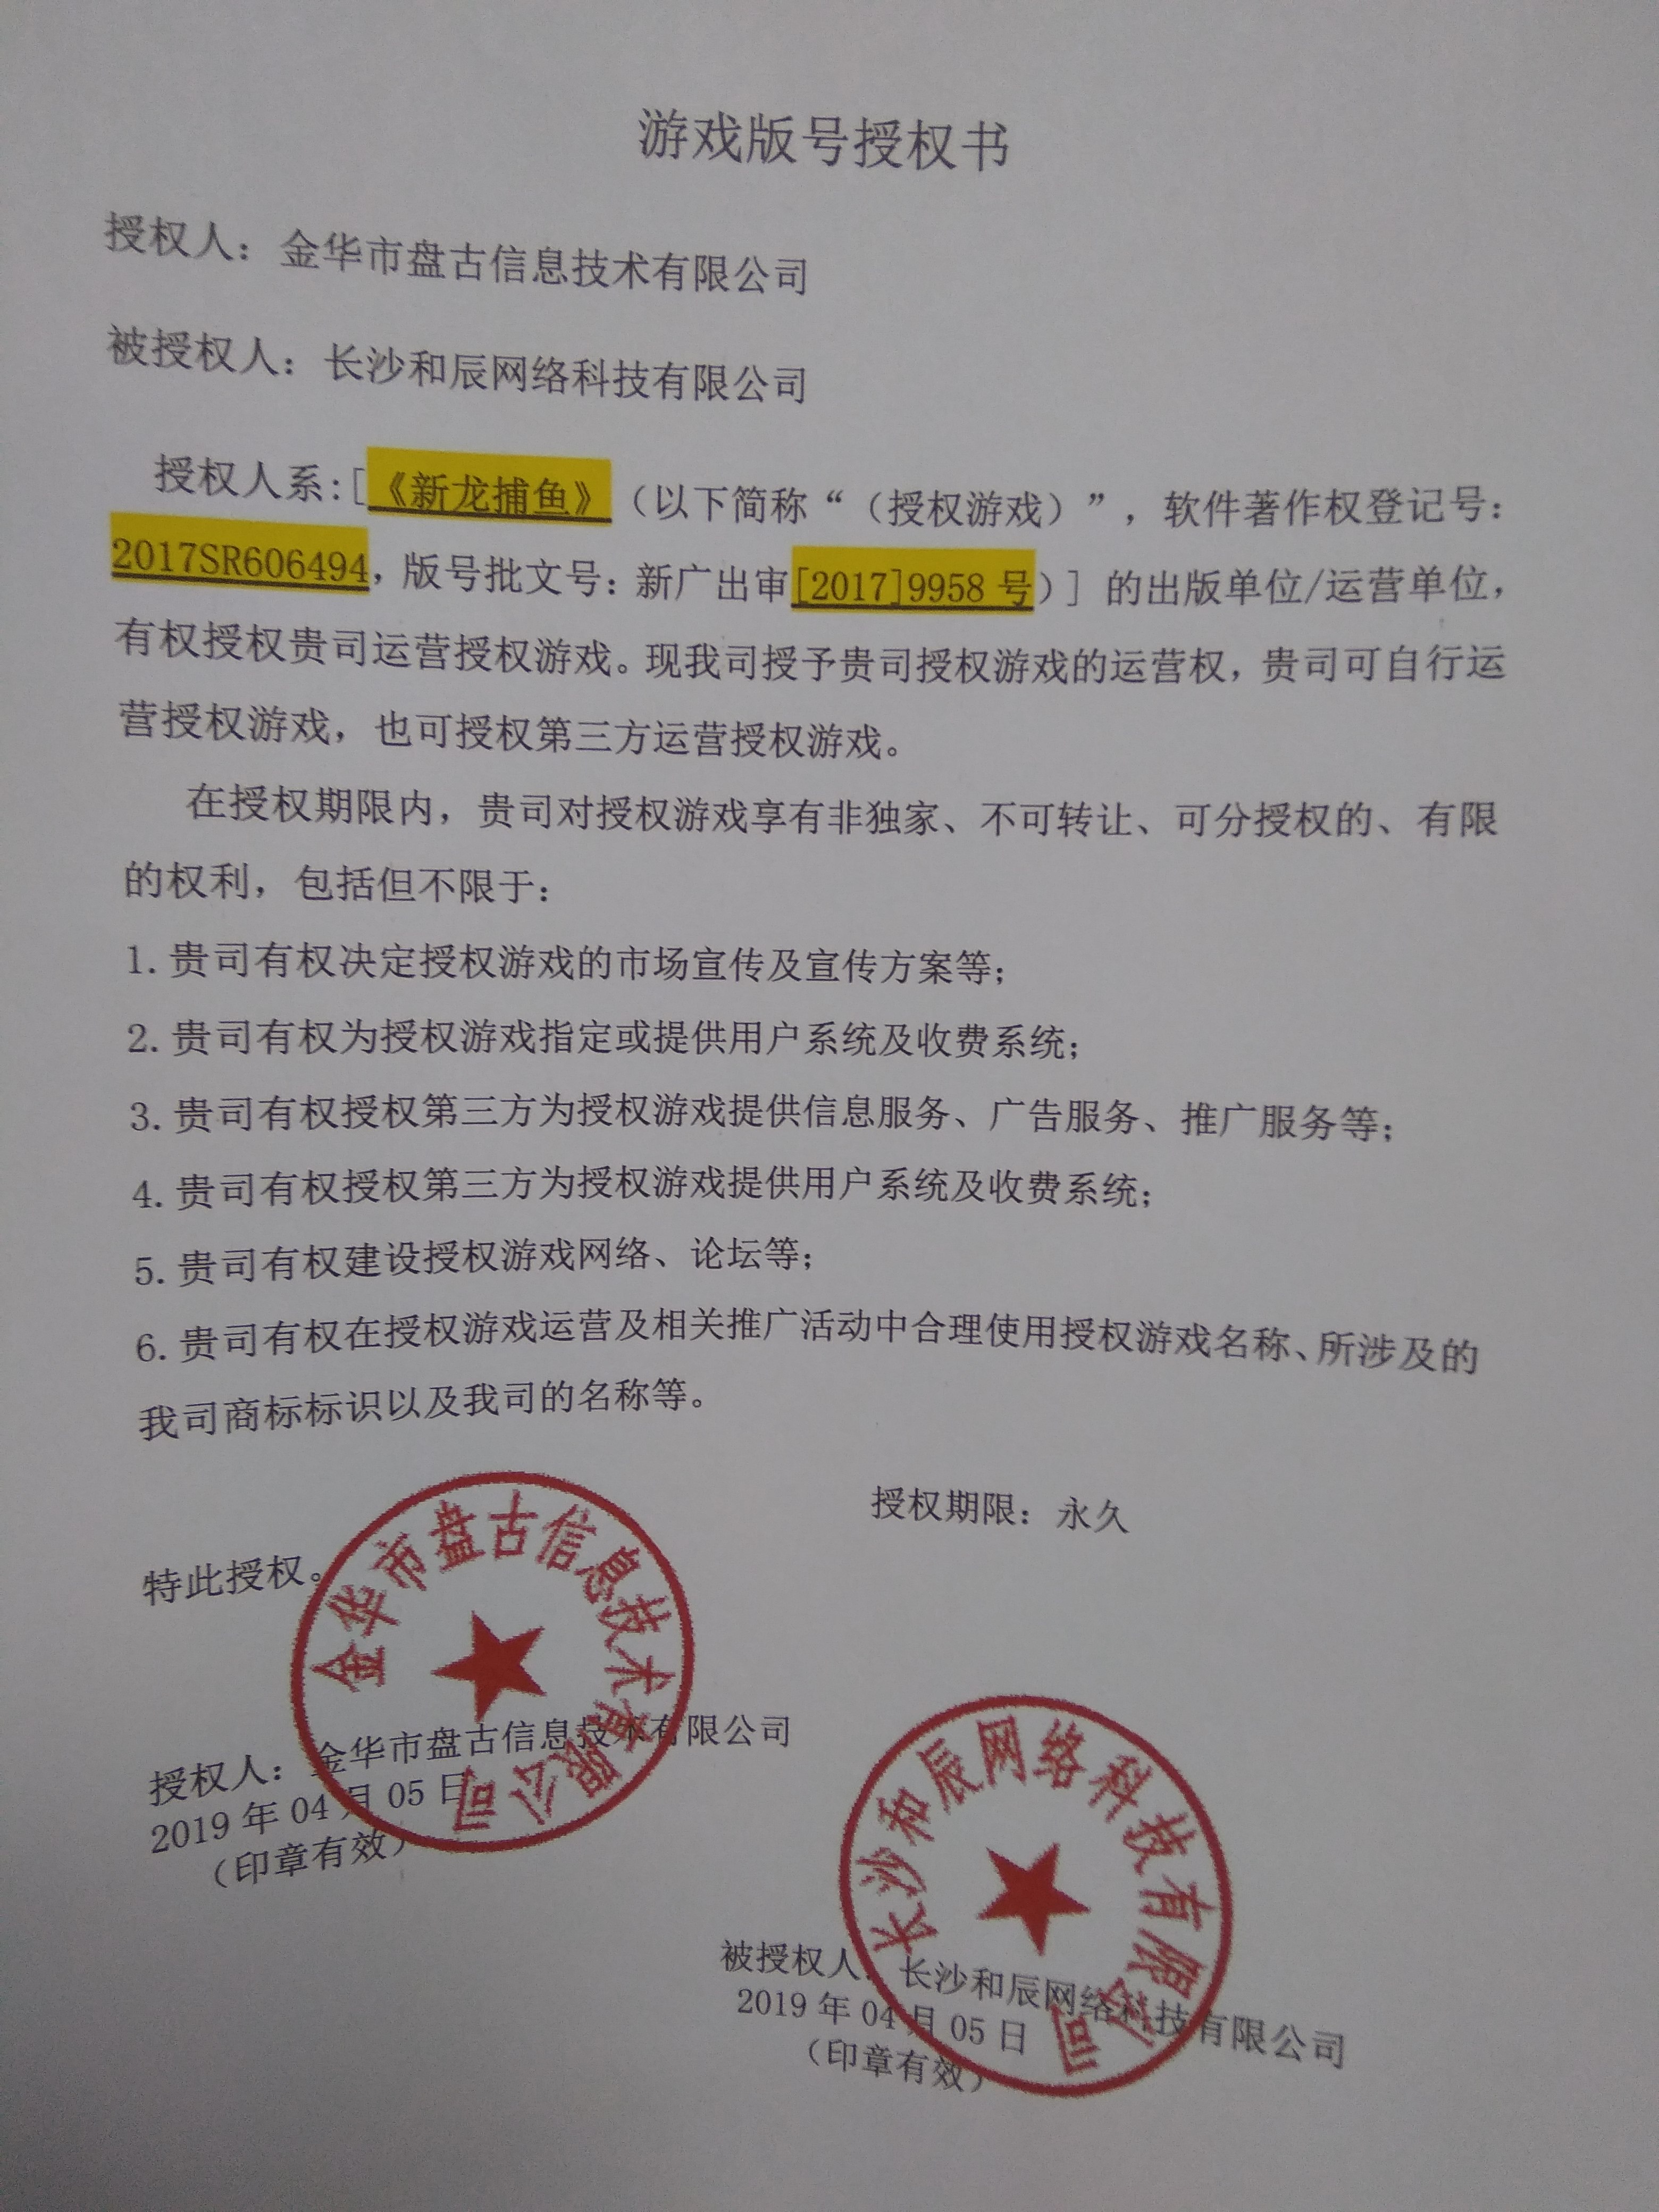 游戏版号授权书
授权人：金华市盘古信息技术有限公司
被授权人：长沙和辰网络科技有限公司
授权人系:[《新龙捕鱼》（以下简称“（授权游戏）”，软件著作权登记号：
2017SR606494，版号批文号：新广出审[2017]9958 号)] 的出版单位/运营单位，
有权授权贵司运营授权游戏。现我司授予贵司授权游戏的运营权，贵司可自行运
营授权游戏，也可授权第三方运营授权游戏。
在授权期限内，贵司对授权游戏享有非独家、不可转让、可分授权的、有限
的权利，包括但不限于：
1. 贵司有权决定授权游戏的市场宣传及宣传方案等；
2. 贵司有权为授权游戏指定或提供用户系统及收费系统；
3. 贵司有权授权第三方为授权游戏提供信息服务、广告服务、推广服务等；
4. 贵司有权授权第三方为授权游戏提供用户系统及收费系统；
5. 贵司有权建设授权游戏网络、论坛等；
6. 贵司有权在授权游戏运营及相关推广活动中合理使用授权游戏名称、所涉及的
我司商标标识以及我司的名称等。
授权期限：永久
特此授权。
金华市盘古信息技术有限公司
授权人：金华市盘古信息技术有限公司
2019 年 04 月 05 日
（印章有效）
长沙和辰网络科技有限公司
被授权人：长沙和辰网络科技有限公司
2019 年 04 月 05 日
（印章有效）